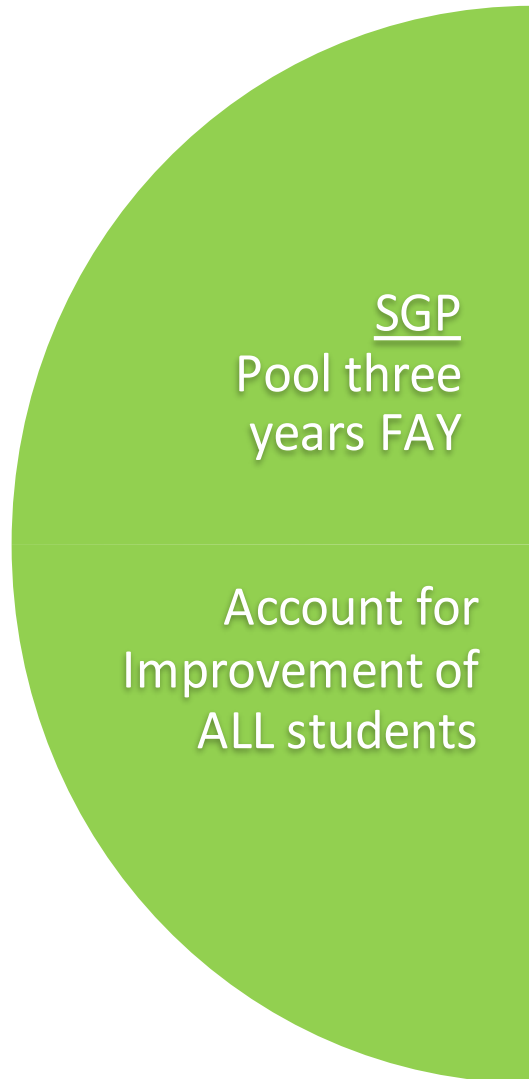 SGP
Pool three
years FAY
Account for
Improvement of
ALL students